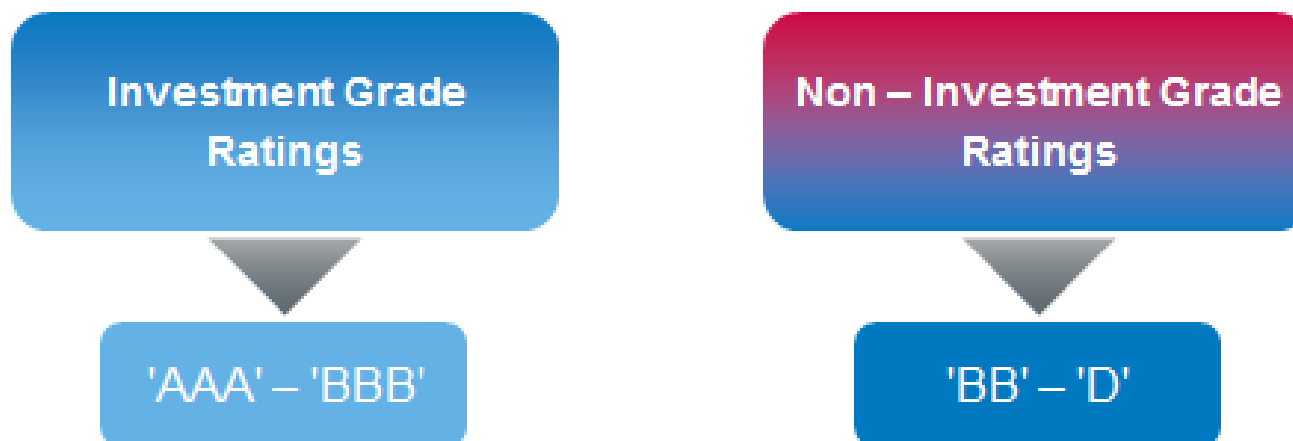 Investment Grade
Ratings
'AAA' – 'BBB'
Non – Investment Grade
Ratings
'BB' – 'D'